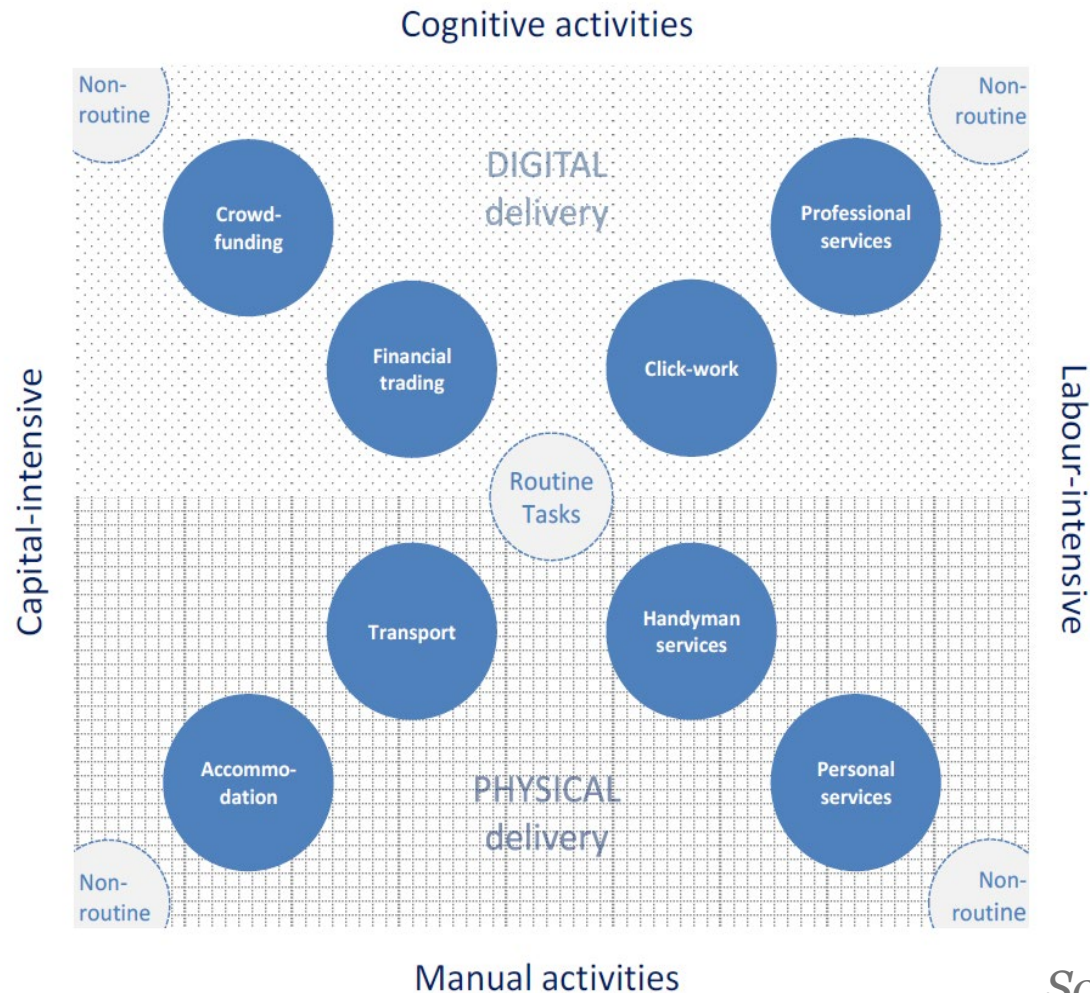 Cognitive activities
Non-
routine
Non-
routine
DIGITAL
delivery
Crowd-
funding
Professional
services
Financial
trading
Click-work
Capital-intensive
Labour-intensive
Routine
Tasks
Transport
Handyman
services
Accommo-
dation
Personal
services
PHYSICAL
delivery
Non-
routine
Non-
routine
Manual activities